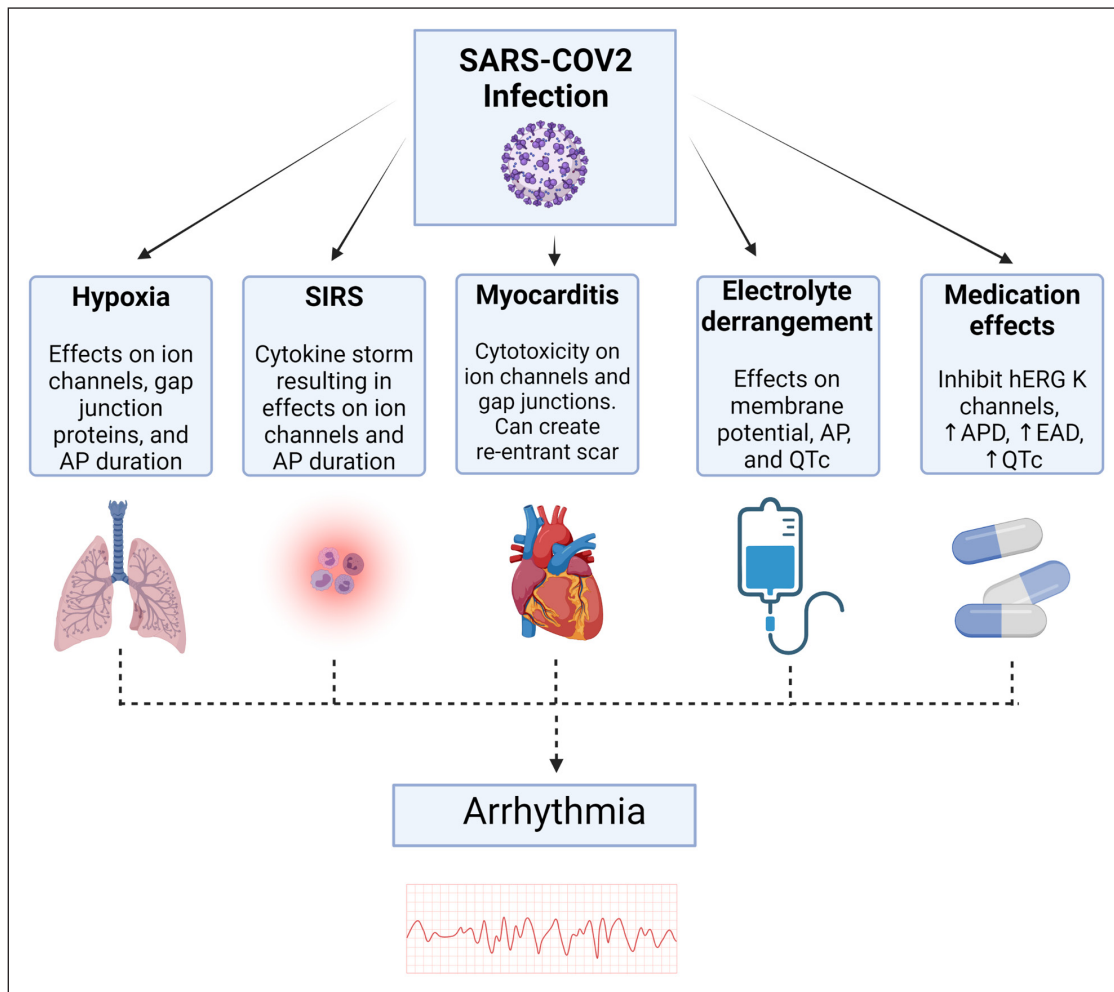 SARS-COV2
Infection
Hypoxia
Effects on ion
channels, gap
junction
proteins, and
AP duration
SIRS
Cytokine storm
resulting in
effects on ion
channels and
AP duration
Myocarditis
Cytotoxicity on
ion channels and
gap junctions.
Can create
re-entrant scar
Electrolyte
derrangement
Effects on
membrane
potential, AP,
and QTc
Medication
effects
Inhibit hERG K
channels,
↑APD, ↑EAD,
↑QTc
Arrhythmia